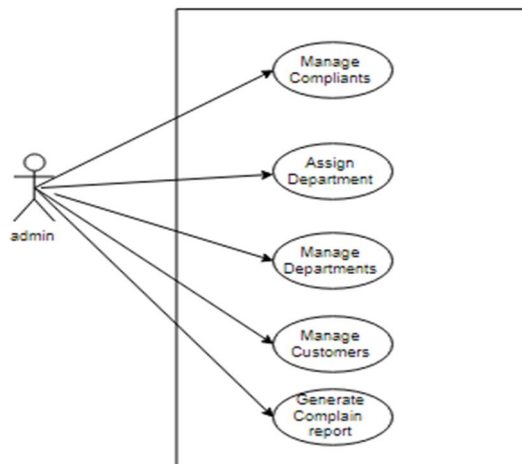 Manage
Compliants
Assign
Department
admin
Manage
Departments
Manage
Customers
Generate
Complain
report